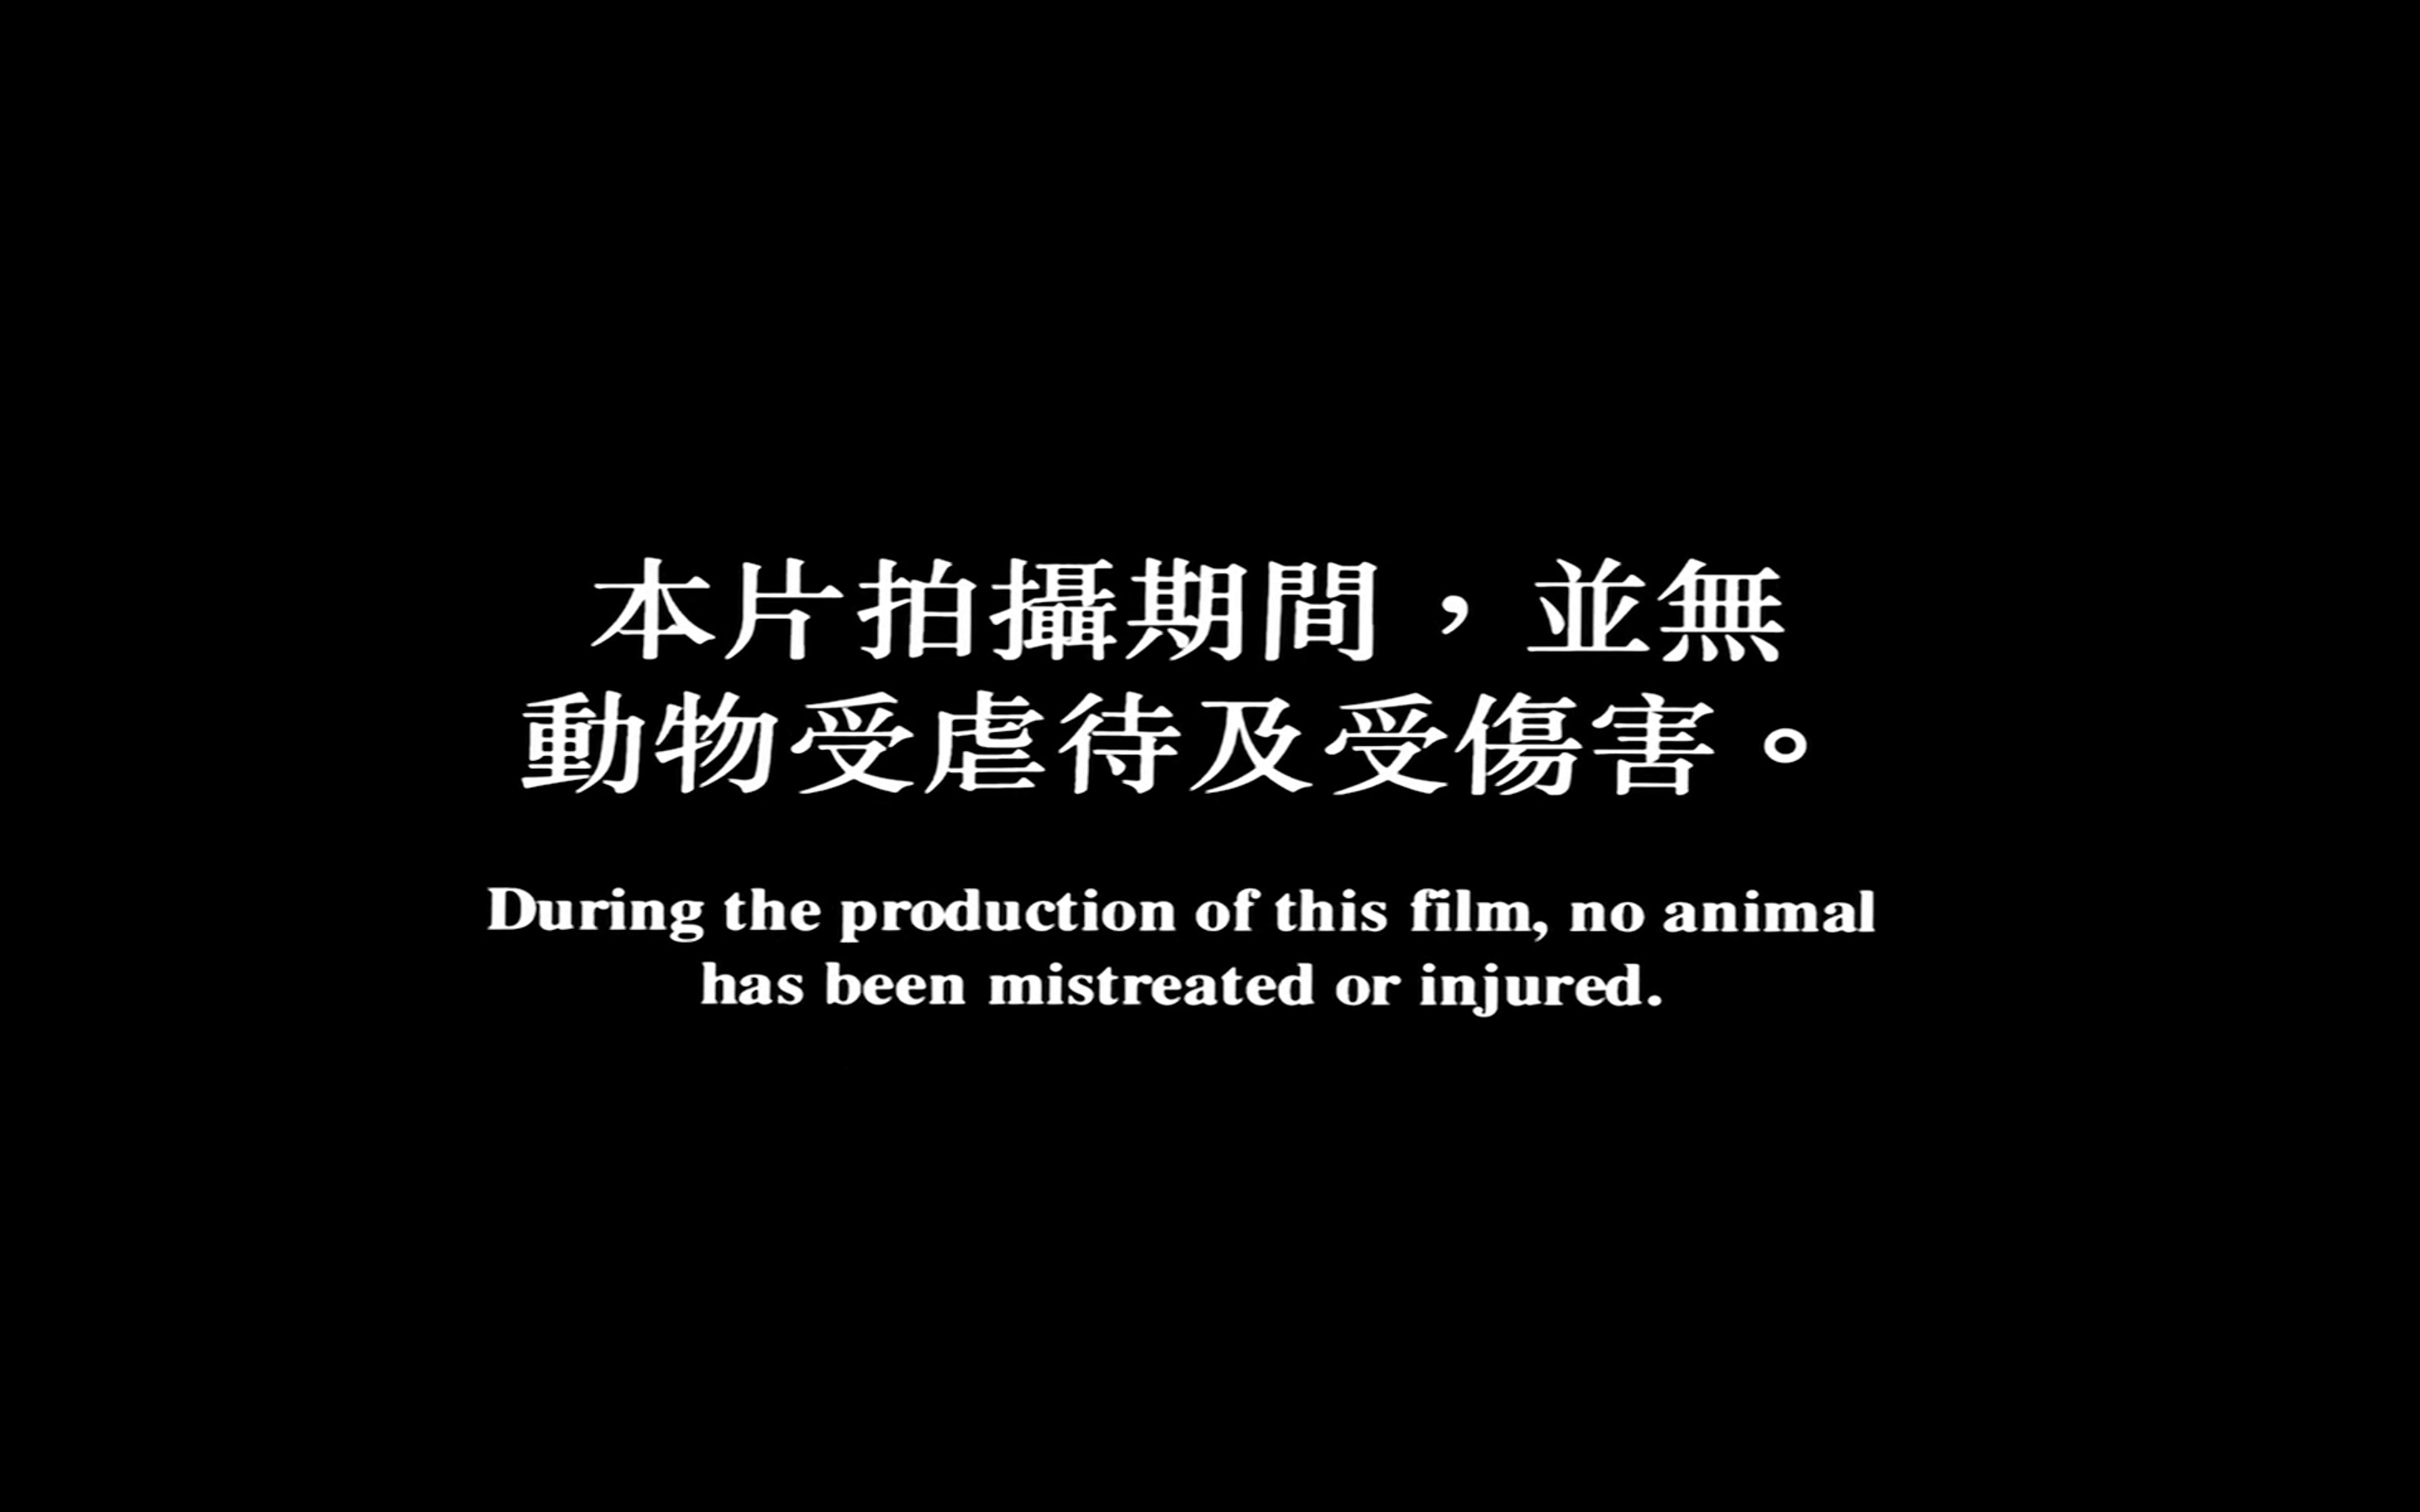 本片拍攝期間，並無
動物受虐待及受傷害。
During the production of this film, no animal
has been mistreated or injured.